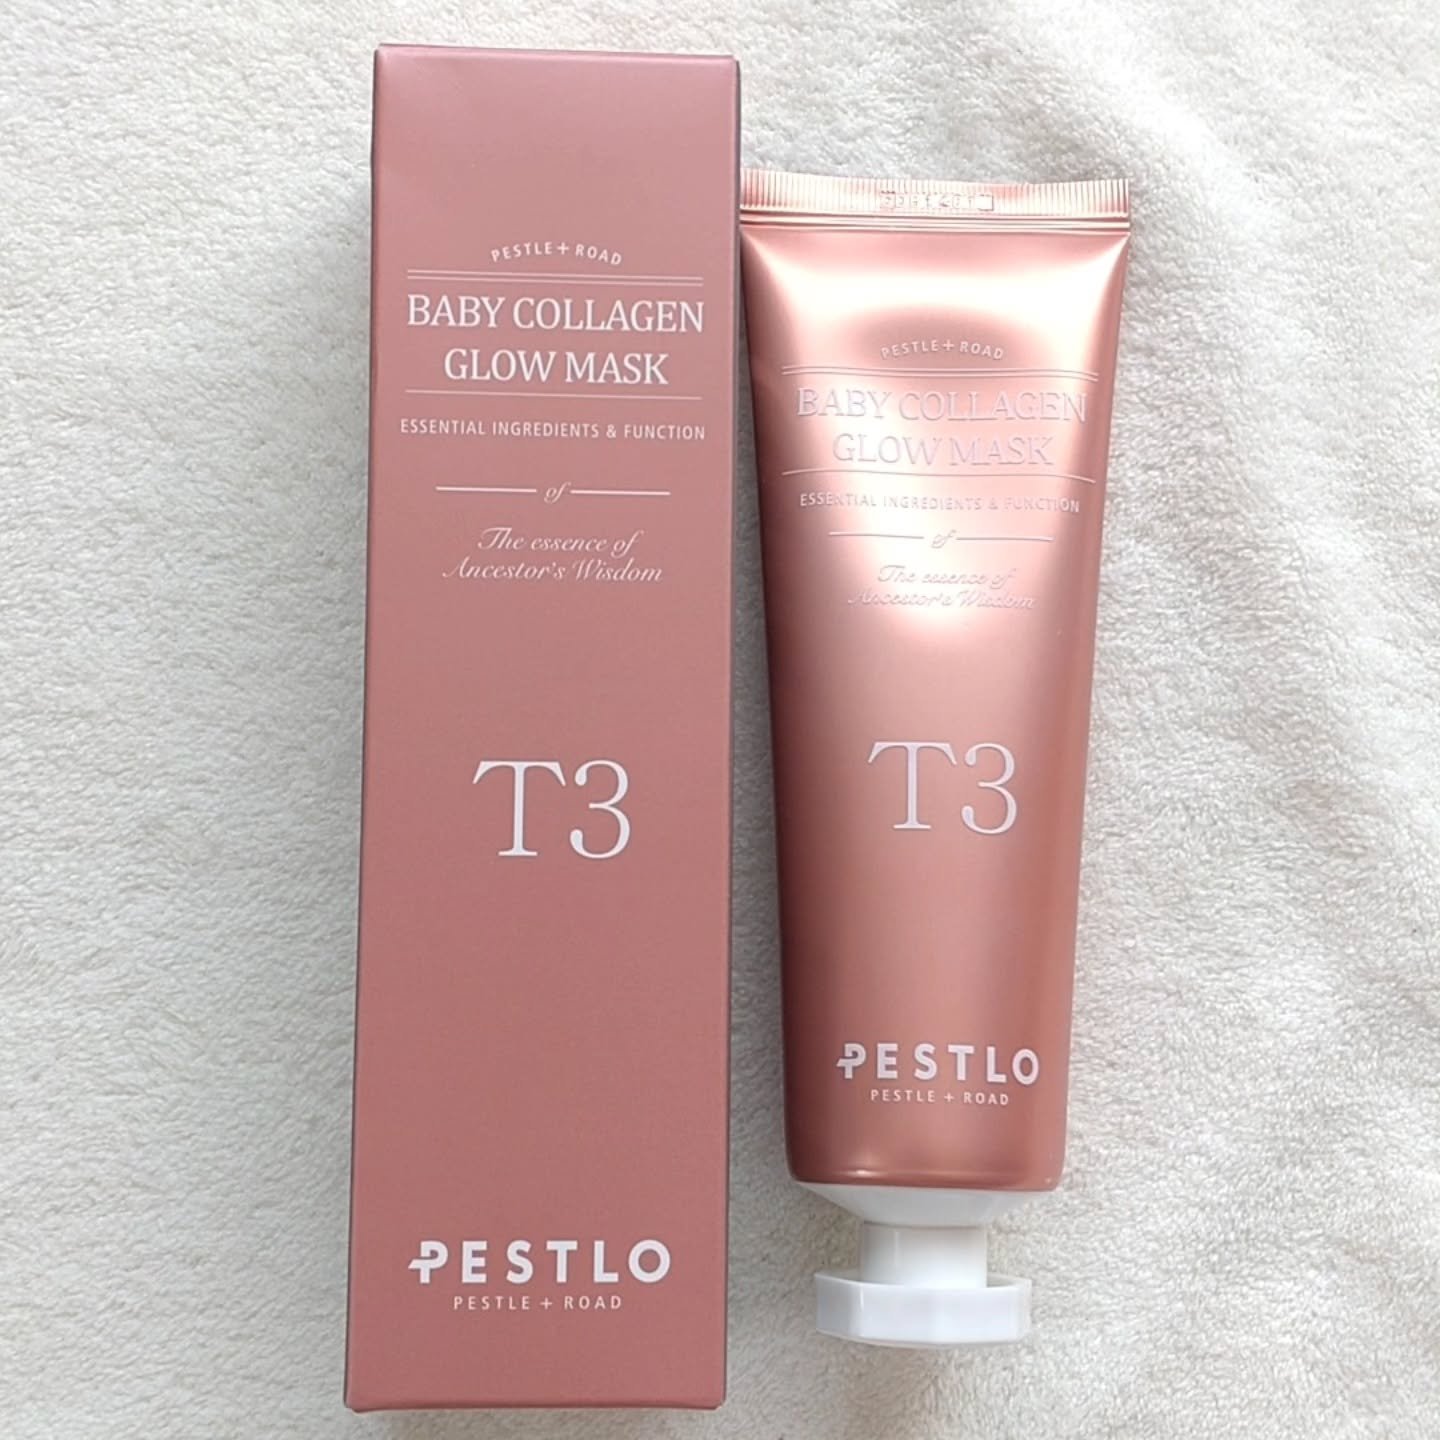 PESTLE + ROAD
BABY COLLAGEN
GLOW MASK
ESSENTIAL INGREDIENTS & FUNCTION
of
The essence of
Ancestor's Wisdom
T3
PESTLO
PESTLE + ROAD
PESTLE + ROAD
BABY COLLAGEN
GLOW MASK
ESSENTIAL INGREDIENTS & FUNCTION
of
The essence of
Ancestor's Wisdom
T3
PESTLO
PESTLE + ROAD